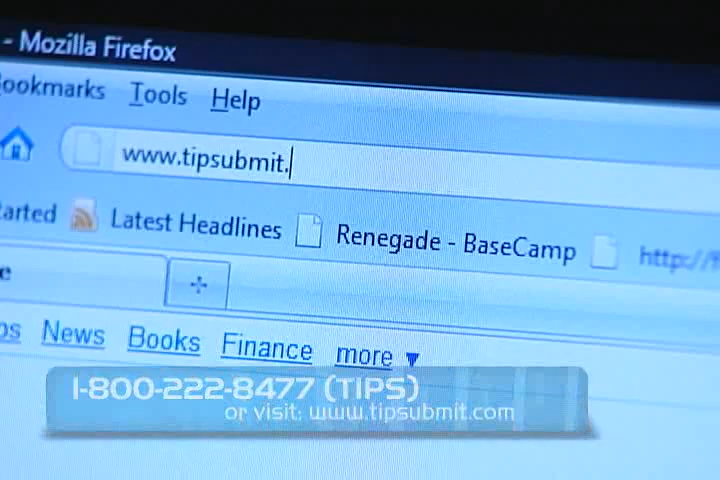 - Mozilla Firefox
ookmarks Tools Help
www.tipsubmit.
arted Latest Headlines Renegade - BaseCamp http://f
e
os News Books Finance more ▼
1-800-222-8477 (TIPS)
or visit: www.tipsubmit.com